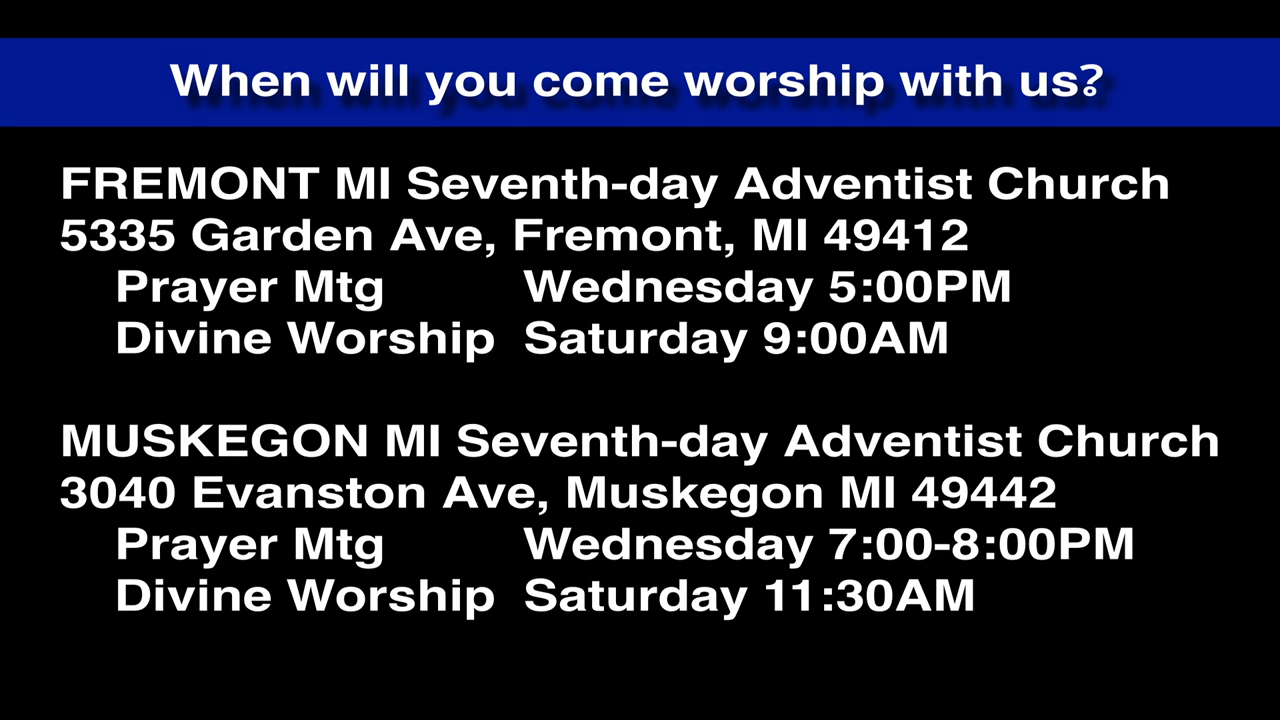 When will you come worship with us?
FREMONT MI Seventh-day Adventist Church
5335 Garden Ave, Fremont, MI 49412
Prayer Mtg Wednesday 5:00PM
Divine Worship Saturday 9:00AM
MUSKEGON MI Seventh-day Adventist Church
3040 Evanston Ave, Muskegon MI 49442
Prayer Mtg Wednesday 7:00-8:00PM
Divine Worship Saturday 11:30AM